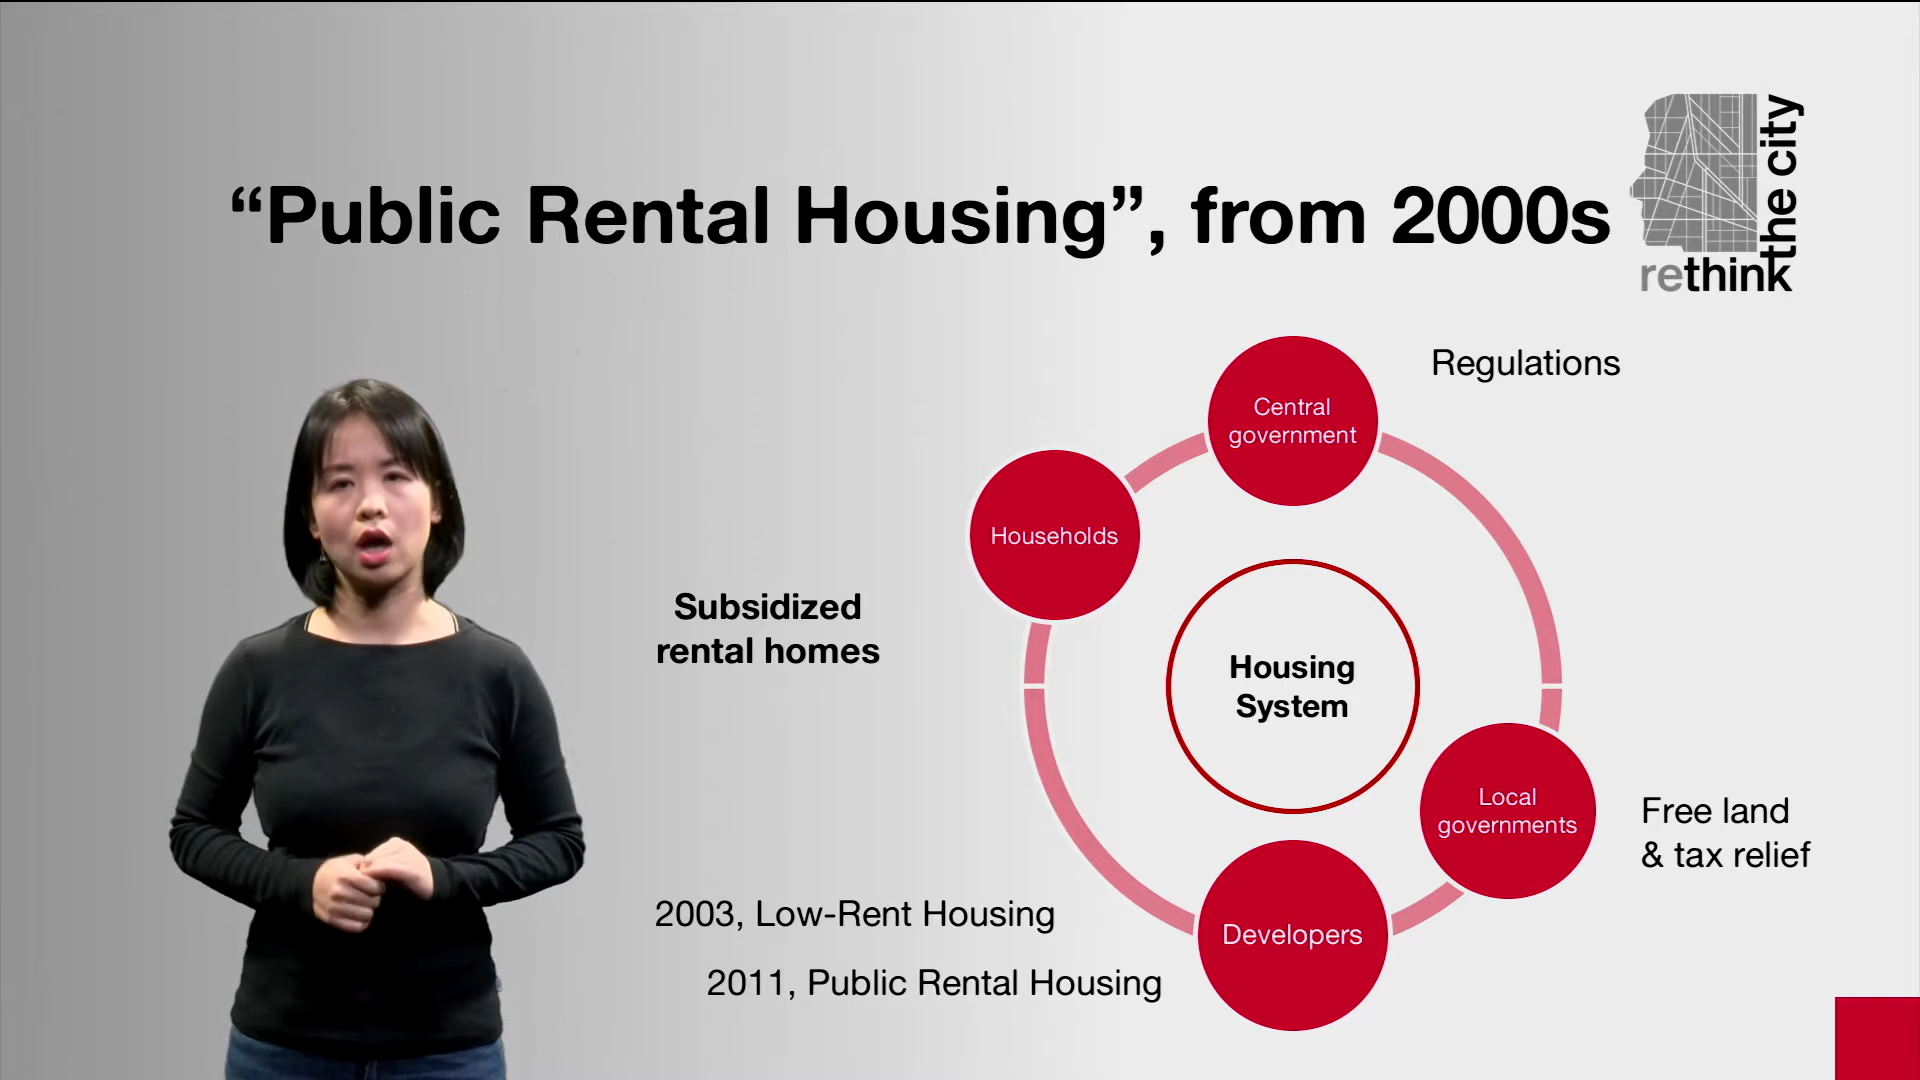 “Public Rental Housing”, from 2000s
rethink
the city
Regulations
Central
government
Households
Subsidized
rental homes
Housing
System
Local
governments
Free land
& tax relief
2003, Low-Rent Housing
Developers
2011, Public Rental Housing